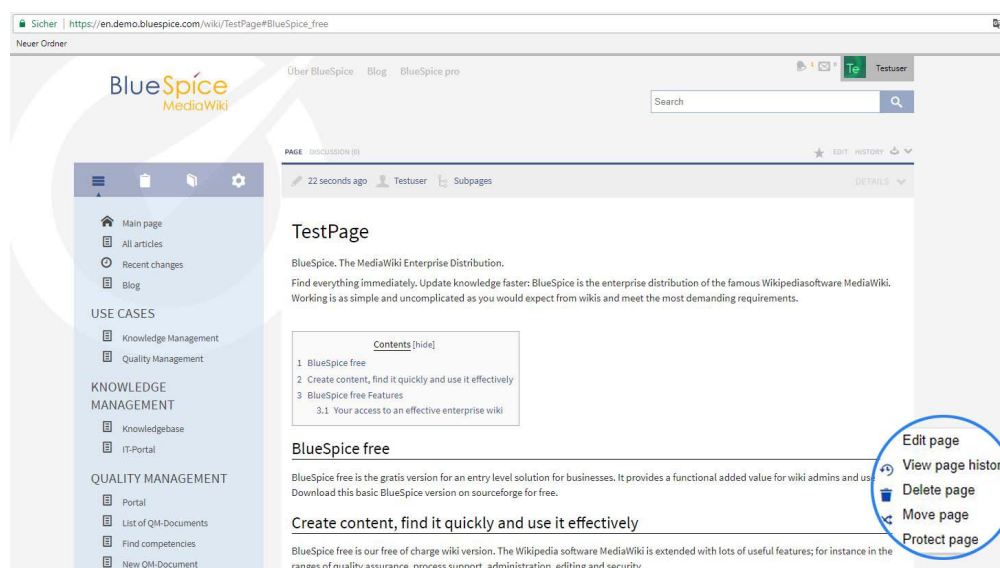 Sicher | https://en.demo.bluespice.com/wiki/TestPage#BlueSpice_free
Neuer Ordner
BlueSpice
MediaWiki
Über BlueSpice Blog BlueSpice pro
Te Testuser
Search
PAGE DISCUSSION (0)
EDIT HISTORY
22 seconds ago Testuser Subpages
DETAILS
Main page
All articles
Recent changes
Blog
USE CASES
Knowledge Management
Quality Management
KNOWLEDGE
MANAGEMENT
Knowledgebase
IT-Portal
QUALITY MANAGEMENT
Portal
List of QM-Documents
Find competencies
New QM-Document
TestPage
BlueSpice. The MediaWiki Enterprise Distribution.
Find everything immediately. Update knowledge faster: BlueSpice is the enterprise distribution of the famous Wikipediasoftware MediaWiki.
Working is as simple and uncomplicated as you would expect from wikis and meet the most demanding requirements.
Contents [hide]
1 BlueSpice free
2 Create content, find it quickly and use it effectively
3 BlueSpice free Features
3.1 Your access to an effective enterprise wiki
BlueSpice free
BlueSpice free is the gratis version for an entry level solution for businesses. It provides a functional added value for wiki admins and use
Download this basic BlueSpice version on sourceforge for free.
Create content, find it quickly and use it effectively
BlueSpice free is our free of charge wiki version. The Wikipedia software MediaWiki is extended with lots of useful features; for instance in the
ranges of quality assurance, process support, administration, editing and security.
Edit page
View page histor
Delete page
Move page
Protect page